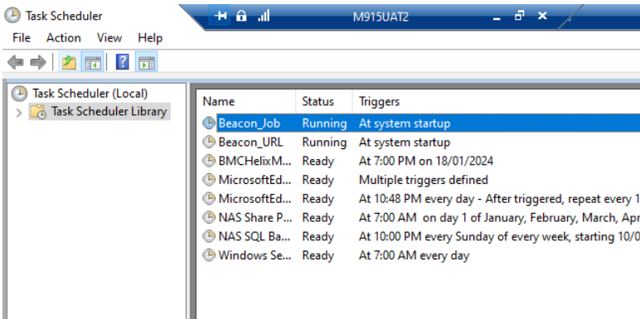 Task Scheduler
M915UAT2
File Action View Help
Task Scheduler (Local)
Task Scheduler Library
Name Status Triggers
Beacon_Job Running At system startup
Beacon_URL Running At system startup
BMCHelixM... Ready At 7:00 PM on 18/01/2024
MicrosoftEd... Ready Multiple triggers defined
MicrosoftEd... Ready At 10:48 PM every day - After triggered, repeat every 1
NAS Share P... Ready At 7:00 AM on day 1 of January, February, March, Apr
NAS SQL Ba... Ready At 10:00 PM every Sunday of every week, starting 10/0
Windows Se... Ready At 7:00 AM every day